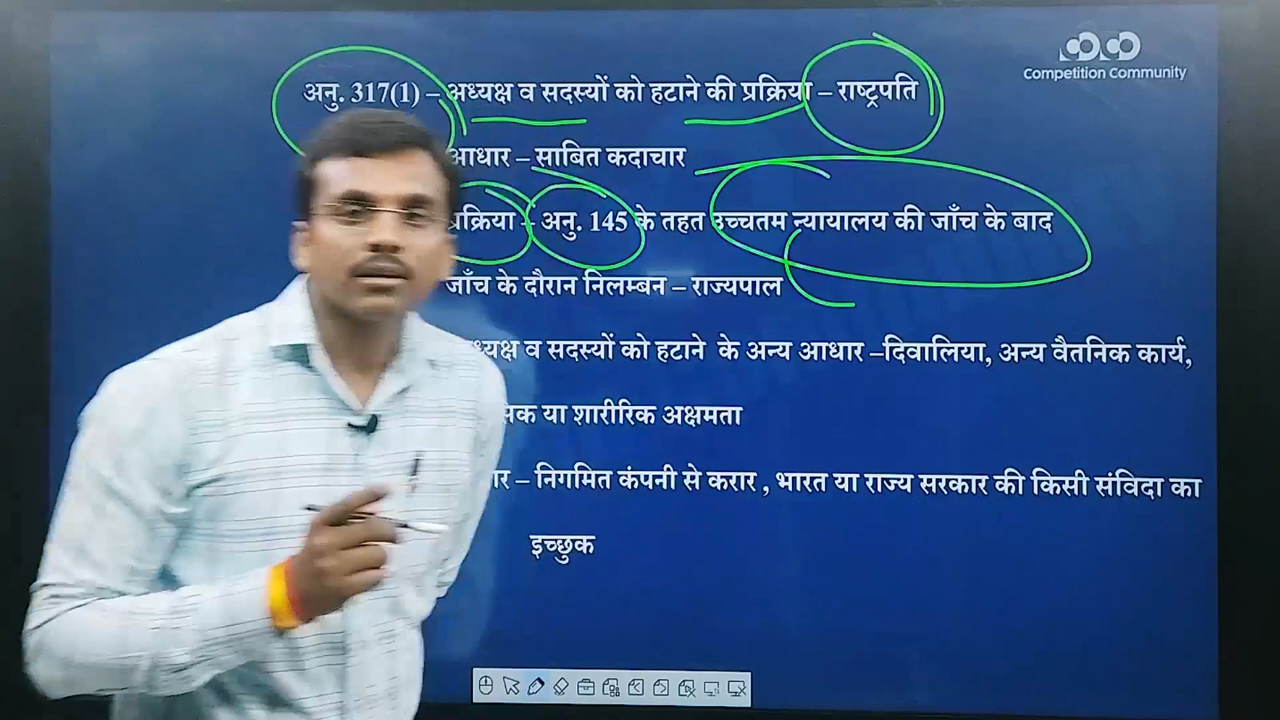 Competition Community
अनु. 317(1) – अध्यक्ष व सदस्यों को हटाने की प्रक्रिया – राष्ट्रपति
आधार – साबित कदाचार
प्रक्रिया – अनु. 145 के तहत उच्चतम न्यायालय की जाँच के बाद
जाँच के दौरान निलम्बन – राज्यपाल
व सदस्यों को हटाने के अन्य आधार –दिवालिया, अन्य वैतनिक कार्य,
या शारीरिक अक्षमता
– निगमित कंपनी से करार , भारत या राज्य सरकार की किसी संविदा का
इच्छुक